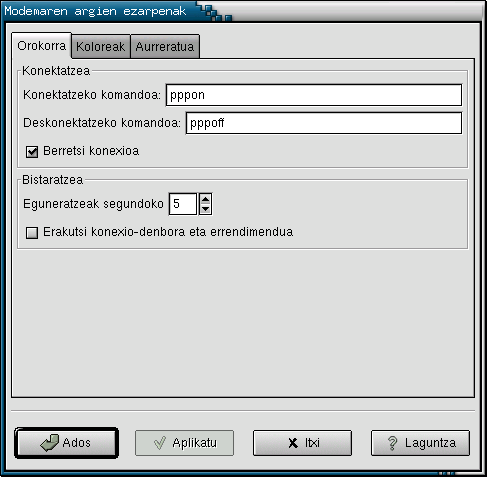 Modemaren argien ezarpenak
Orokorra Koloreak Aurreratua
Konektatzea
Konektatzeko komandoa: pppon
Deskonektatzeko komandoa: pppoff
Berretsi konexioa
Bistaratzea
Eguneratzeak segundoko 5
Erakutsi konexio-denbora eta errendimendua
Ados Aplikatu Itxi Laguntza